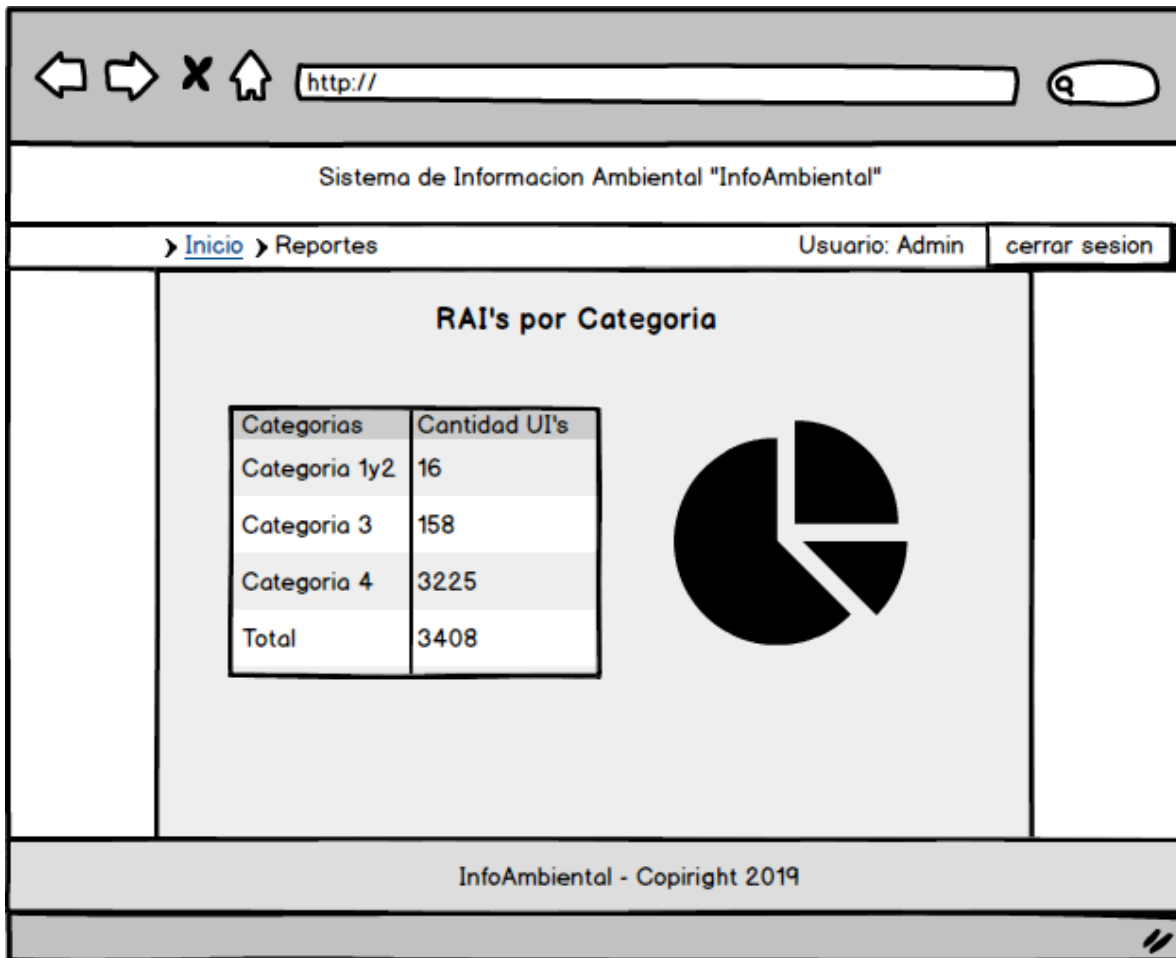 http://
Sistema de Informacion Ambiental "InfoAmbiental"
Inicio Reportes Usuario: Admin cerrar sesion
RAI's por Categoria
Categorias Cantidad UI's
Categoria 1y2 16
Categoria 3 158
Categoria 4 3225
Total 3408
InfoAmbiental - Copiright 2019